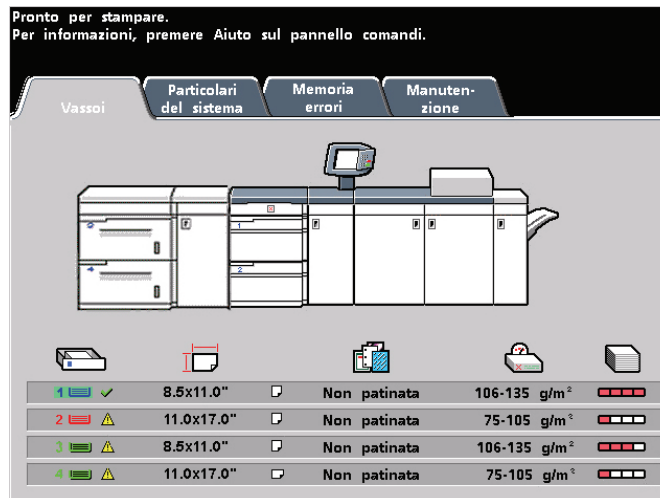 Pronto per stampare.
Per informazioni, premere Aiuto sul pannello comandi.
Vassoi
Particolari
del sistema
Memoria
errori
Manuten-
zione
1
2
1 8.5x11.0" Non patinata 106-135 g/m²
2 11.0x17.0" Non patinata 75-105 g/m²
3 8.5x11.0" Non patinata 106-135 g/m²
4 11.0x17.0" Non patinata 75-105 g/m²